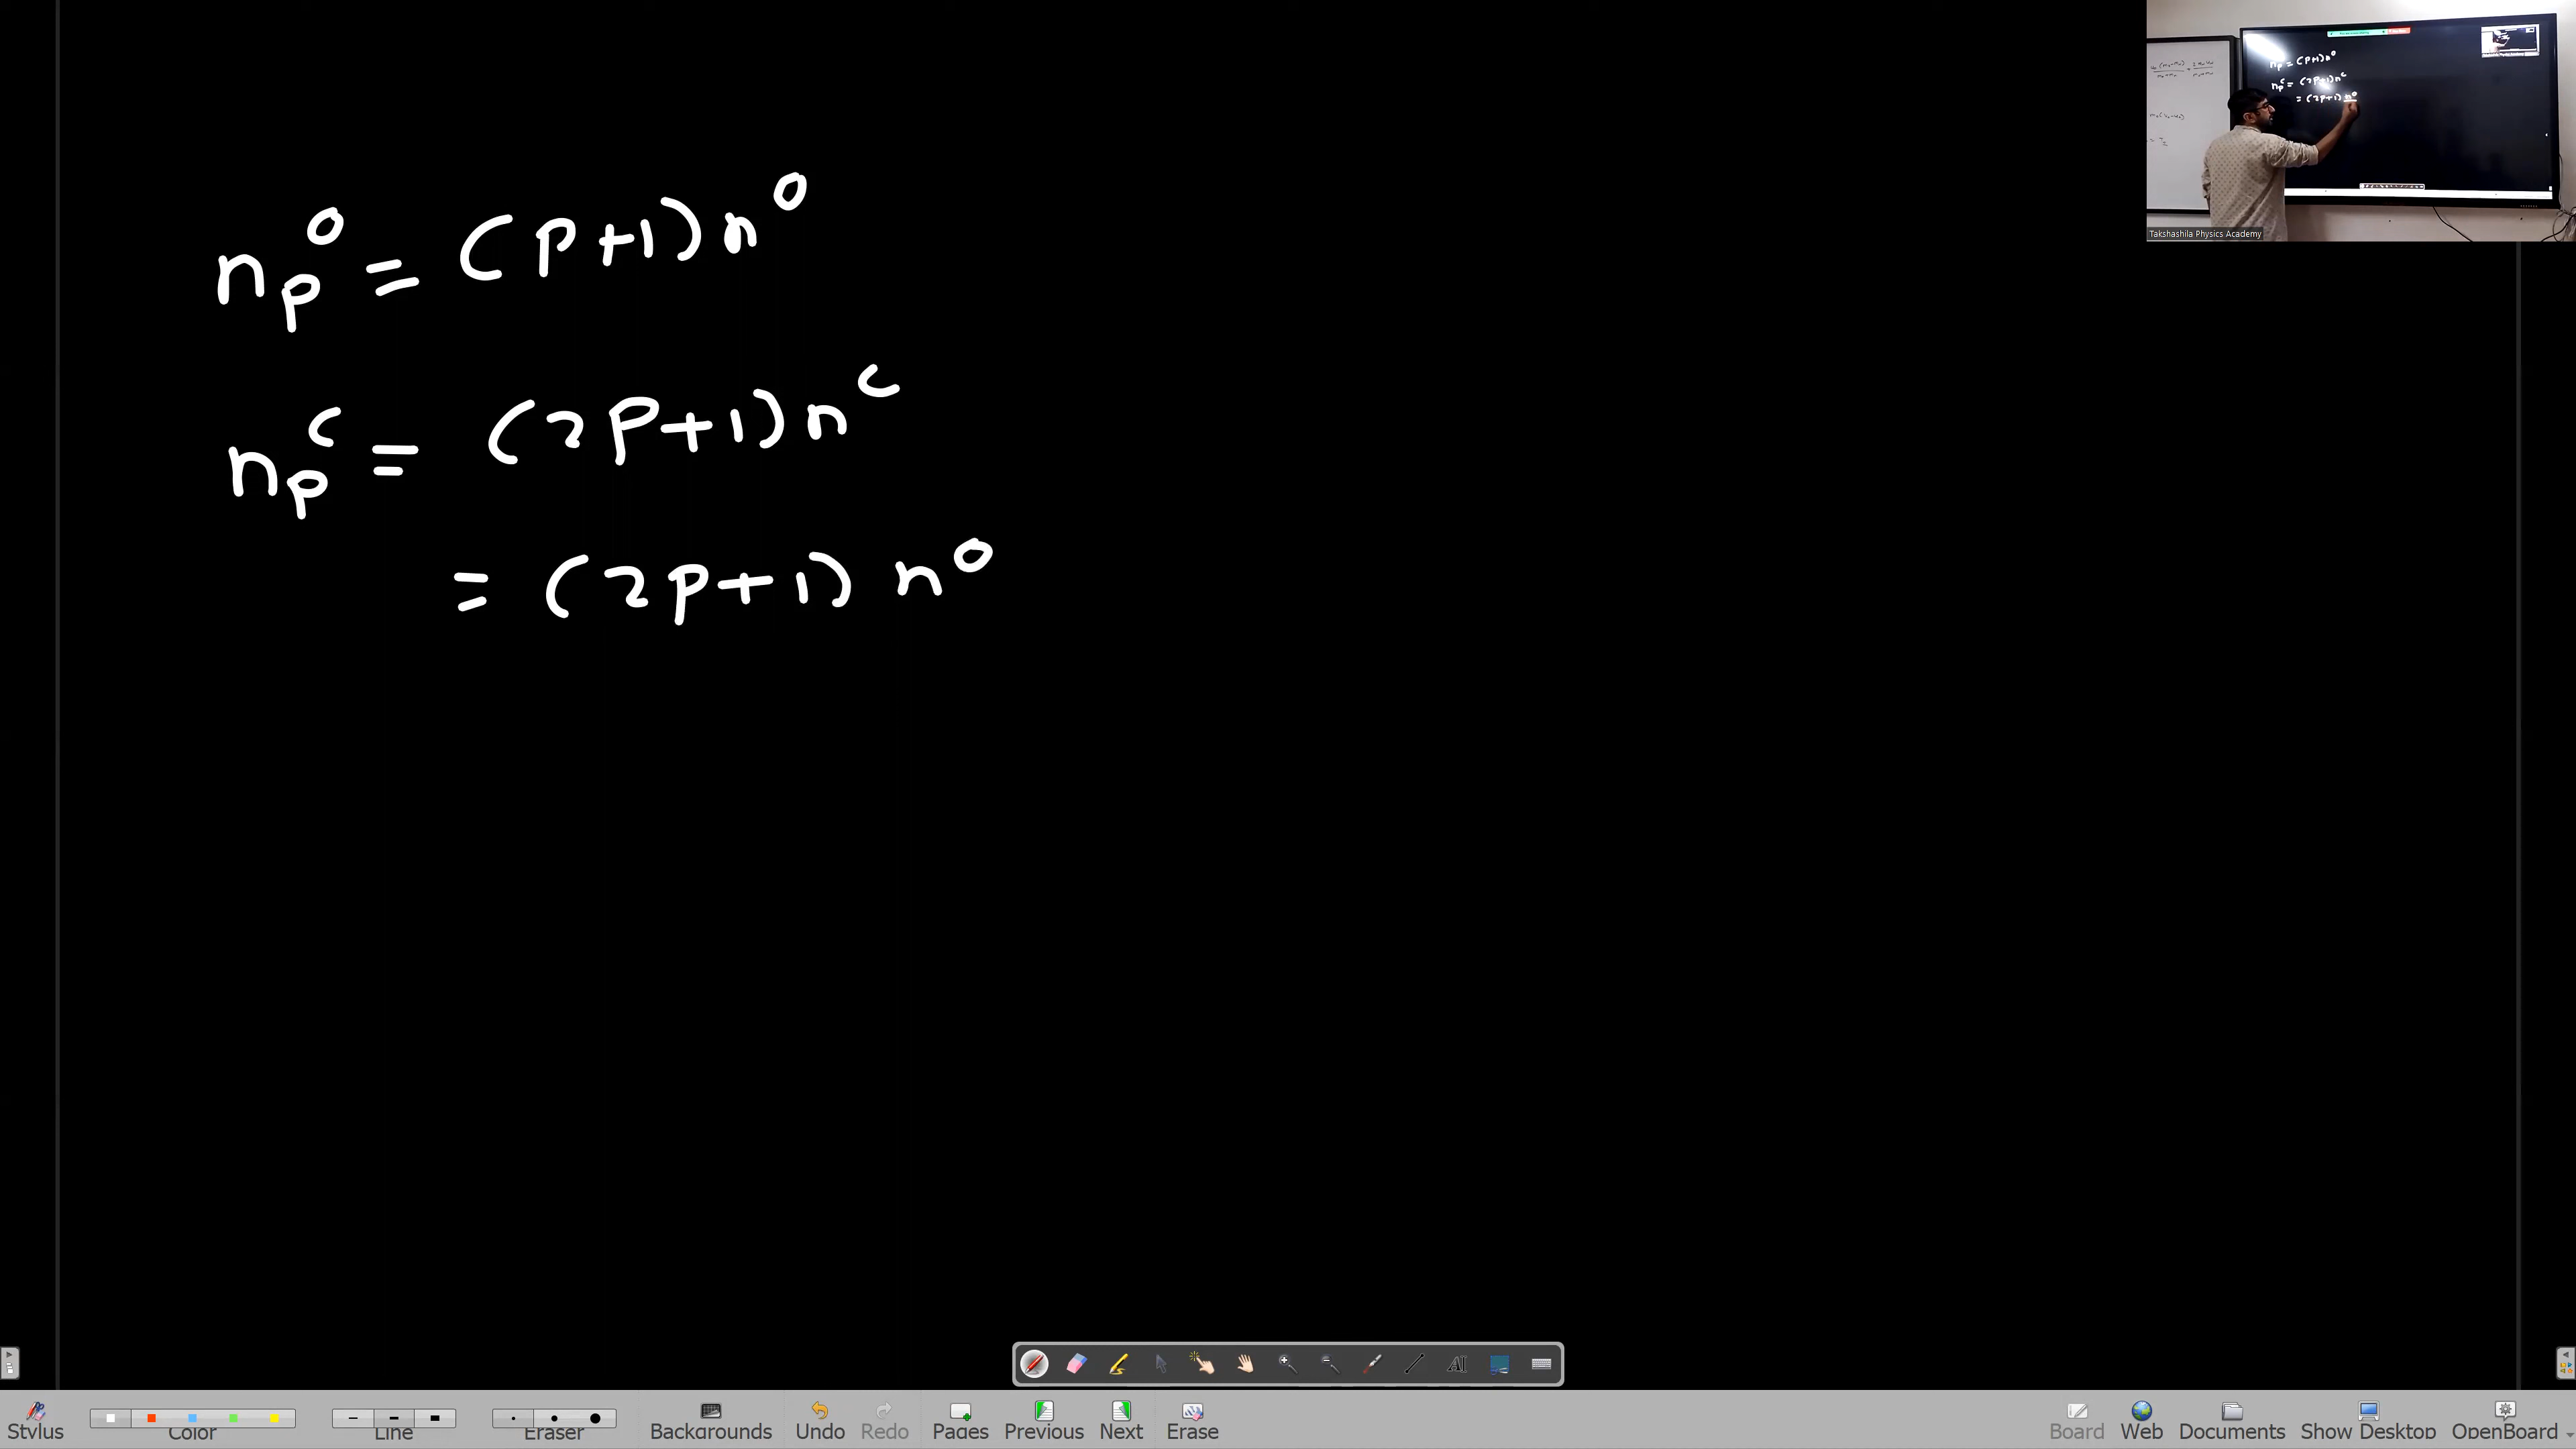 n_p^o = (p+1)n^o
n_p^c = (2p+1)n^c
= (2p+1) n^o
Takshashila Physics Academy
Stylus
Color
Line
Eraser
Backgrounds
Undo
Redo
Pages
Previous
Next
Erase
Board
Web
Documents
Show Desktop
OpenBoard